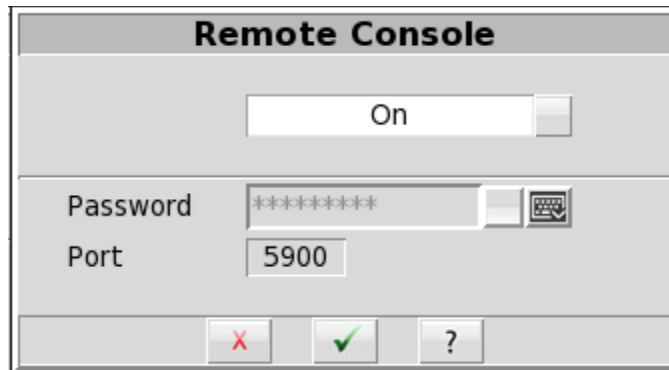 Remote Console
On
Password *********
Port 5900
X ?